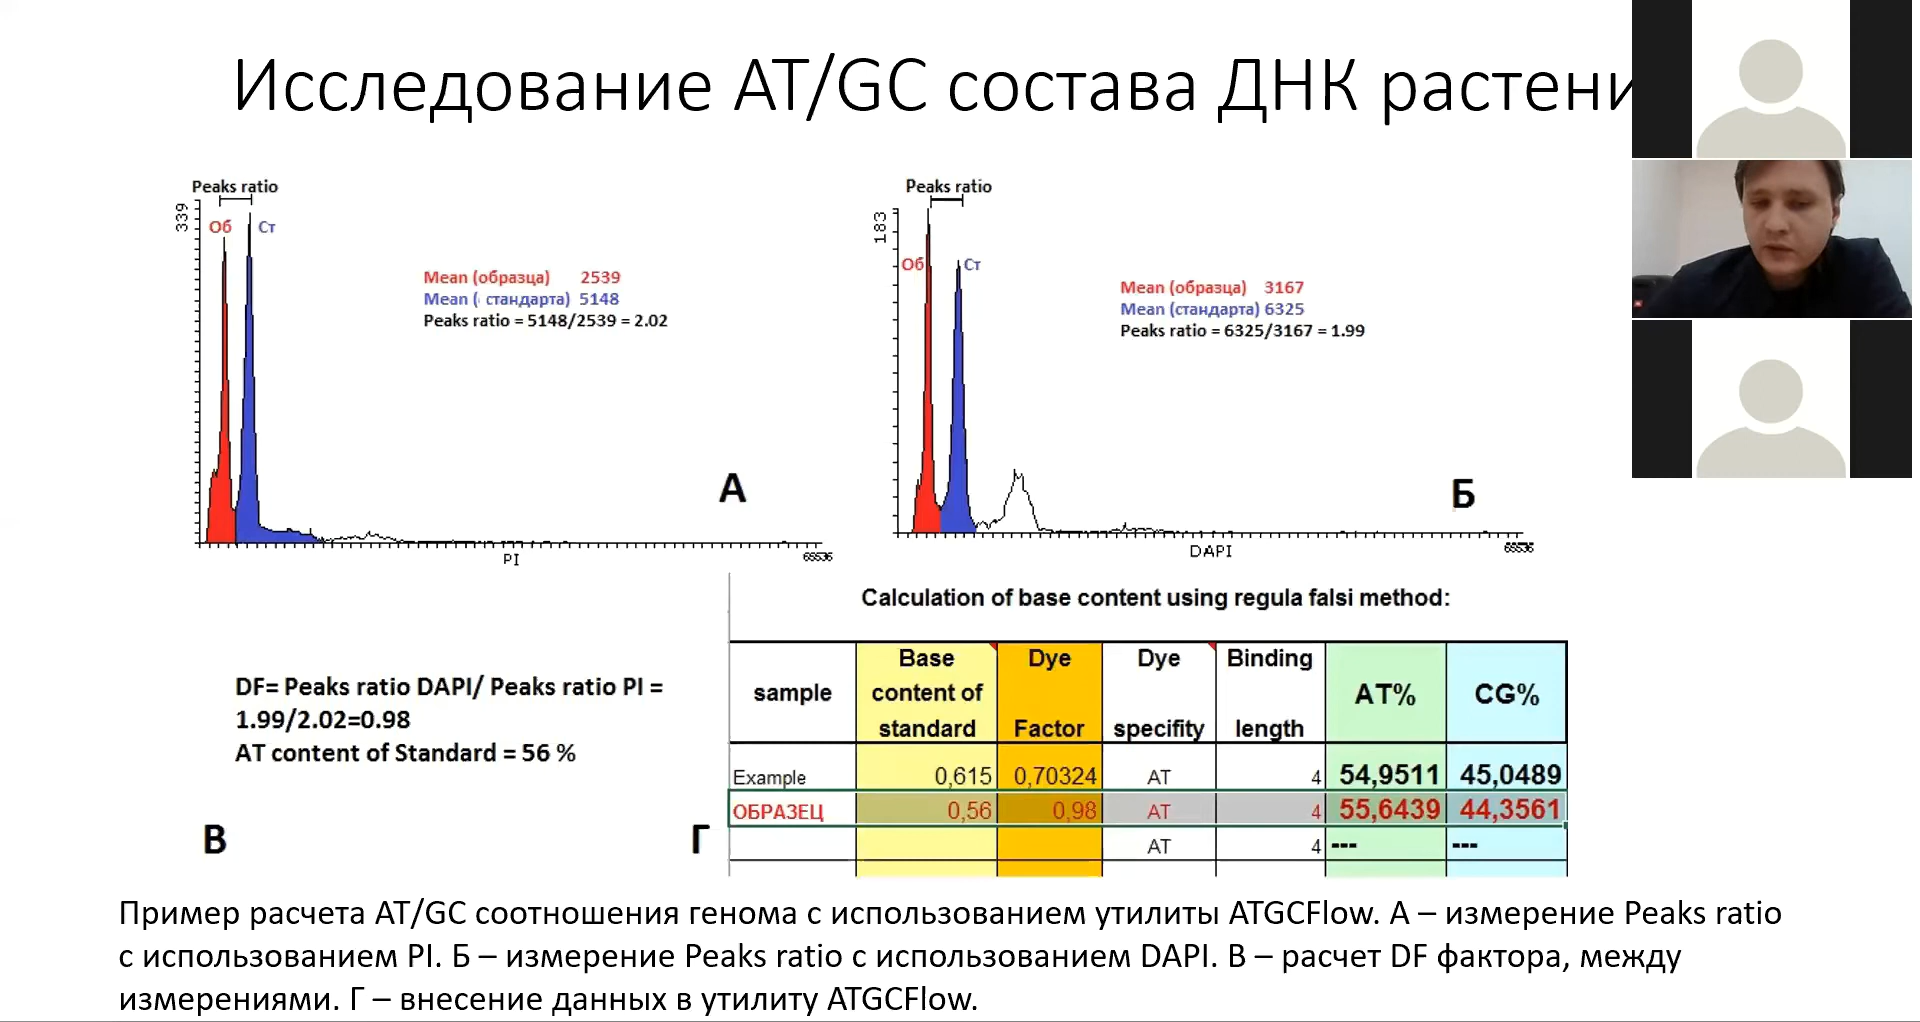 Исследование AT/GC состава ДНК растени
Peaks ratio
339
Об Ст
Mean (образца) 2539
Mean ( стандарта) 5148
Peaks ratio = 5148/2539 = 2.02
А
PI
65536
Peaks ratio
183
Об Ст
Mean (образца) 3167
Mean (стандарта) 6325
Peaks ratio = 6325/3167 = 1.99
Б
DAPI
65536
DF= Peaks ratio DAPI/ Peaks ratio PI =
1.99/2.02=0.98
AT content of Standard = 56 %
В
Г
Calculation of base content using regula falsi method:
sample
Base
content of
standard
Dye
Factor
Dye
specifity
Binding
length
AT%
CG%
Example 0,615 0,70324 AT 4 54,9511 45,0489
ОБРАЗЕЦ 0,56 0,98 AT 4 55,6439 44,3561
AT 4 --- ---
Пример расчета AT/GC соотношения генома с использованием утилиты ATGCFlow. А – измерение Peaks ratio
с использованием PI. Б – измерение Peaks ratio с использованием DAPI. В – расчет DF фактора, между
измерениями. Г – внесение данных в утилиту ATGCFlow.